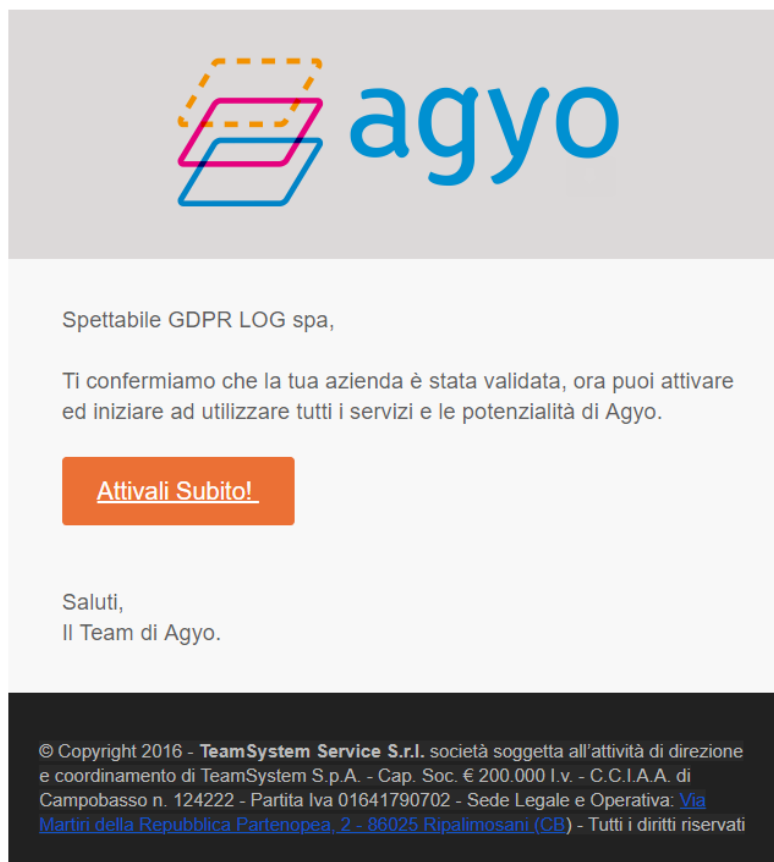 agyo
Spettabile GDPR LOG spa,
Ti confermiamo che la tua azienda è stata validata, ora puoi attivare
ed iniziare ad utilizzare tutti i servizi e le potenzialità di Agyo.
Attivali Subito!
Saluti,
Il Team di Agyo.
© Copyright 2016 - TeamSystem Service S.r.l. società soggetta all'attività di direzione
e coordinamento di TeamSystem S.p.A. - Cap. Soc. € 200.000 I.v. - C.C.I.A.A. di
Campobasso n. 124222 - Partita Iva 01641790702 - Sede Legale e Operativa: Via
Martiri della Repubblica Partenopea, 2 - 86025 Ripalimosani (CB) - Tutti i diritti riservati